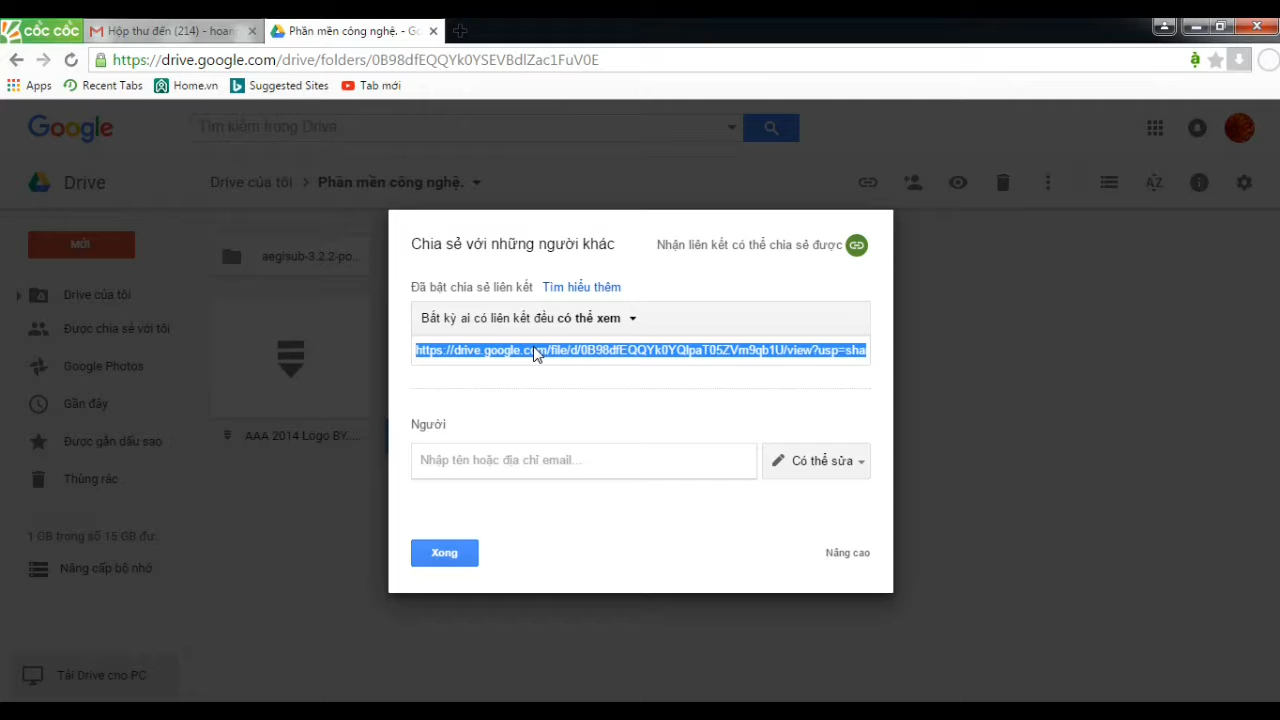 cốc cốc
Hộp thư đến (214) - hoan
Phần mền công nghệ. - Go
https://drive.google.com/drive/folders/0B98dfEQQYk0YSEVBdlZac1FuV0E
Apps
Recent Tabs
Home.vn
Suggested Sites
Tab mới
Google
Tìm kiếm trong Drive
Drive
Drive của tôi
Phần mền công nghệ.
MỚI
aegisub-3.2.2-po...
Drive của tôi
Được chia sẻ với tôi
Google Photos
Gần đây
Được gắn dấu sao
Thùng rác
AAA 2014 Logo BY....
1 GB trong số 15 GB đư..
Nâng cấp bộ nhớ
Tải Drive cho PC
Chia sẻ với những người khác
Nhận liên kết có thể chia sẻ được
Đã bật chia sẻ liên kết Tìm hiểu thêm
Bất kỳ ai có liên kết đều có thể xem
https://drive.google.com/file/d/0B98dfEQQYk0YQlpaT05ZVm9qb1U/view?usp=sha
Người
Nhập tên hoặc địa chỉ email...
Có thể sửa
Xong
Nâng cao